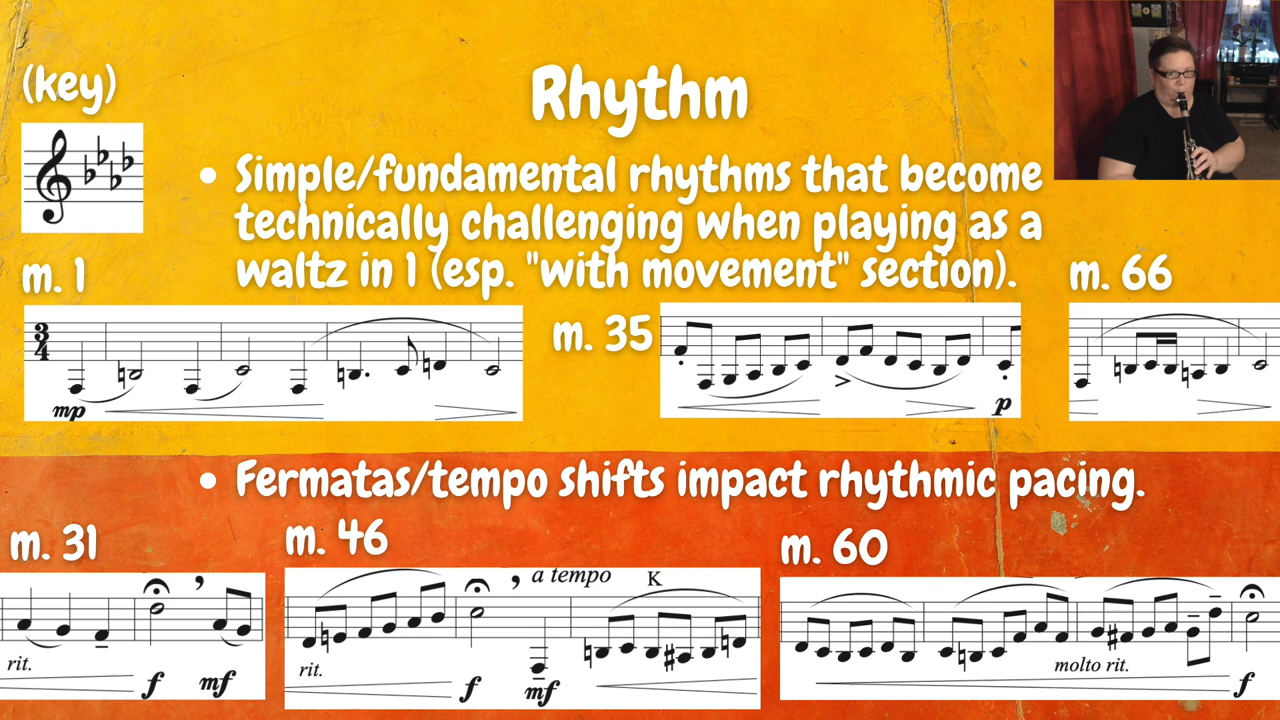 (key)
Rhythm
• Simple/fundamental rhythms that become
technically challenging when playing as a
waltz in 1 (esp. "with movement" section).
m. 1
m. 35
m. 66
3
4
mp
p
• Fermatas/tempo shifts impact rhythmic pacing.
m. 31
m. 46
m. 60
rit.
f
mf
a tempo
K
rit.
f
mf
molto rit.
f